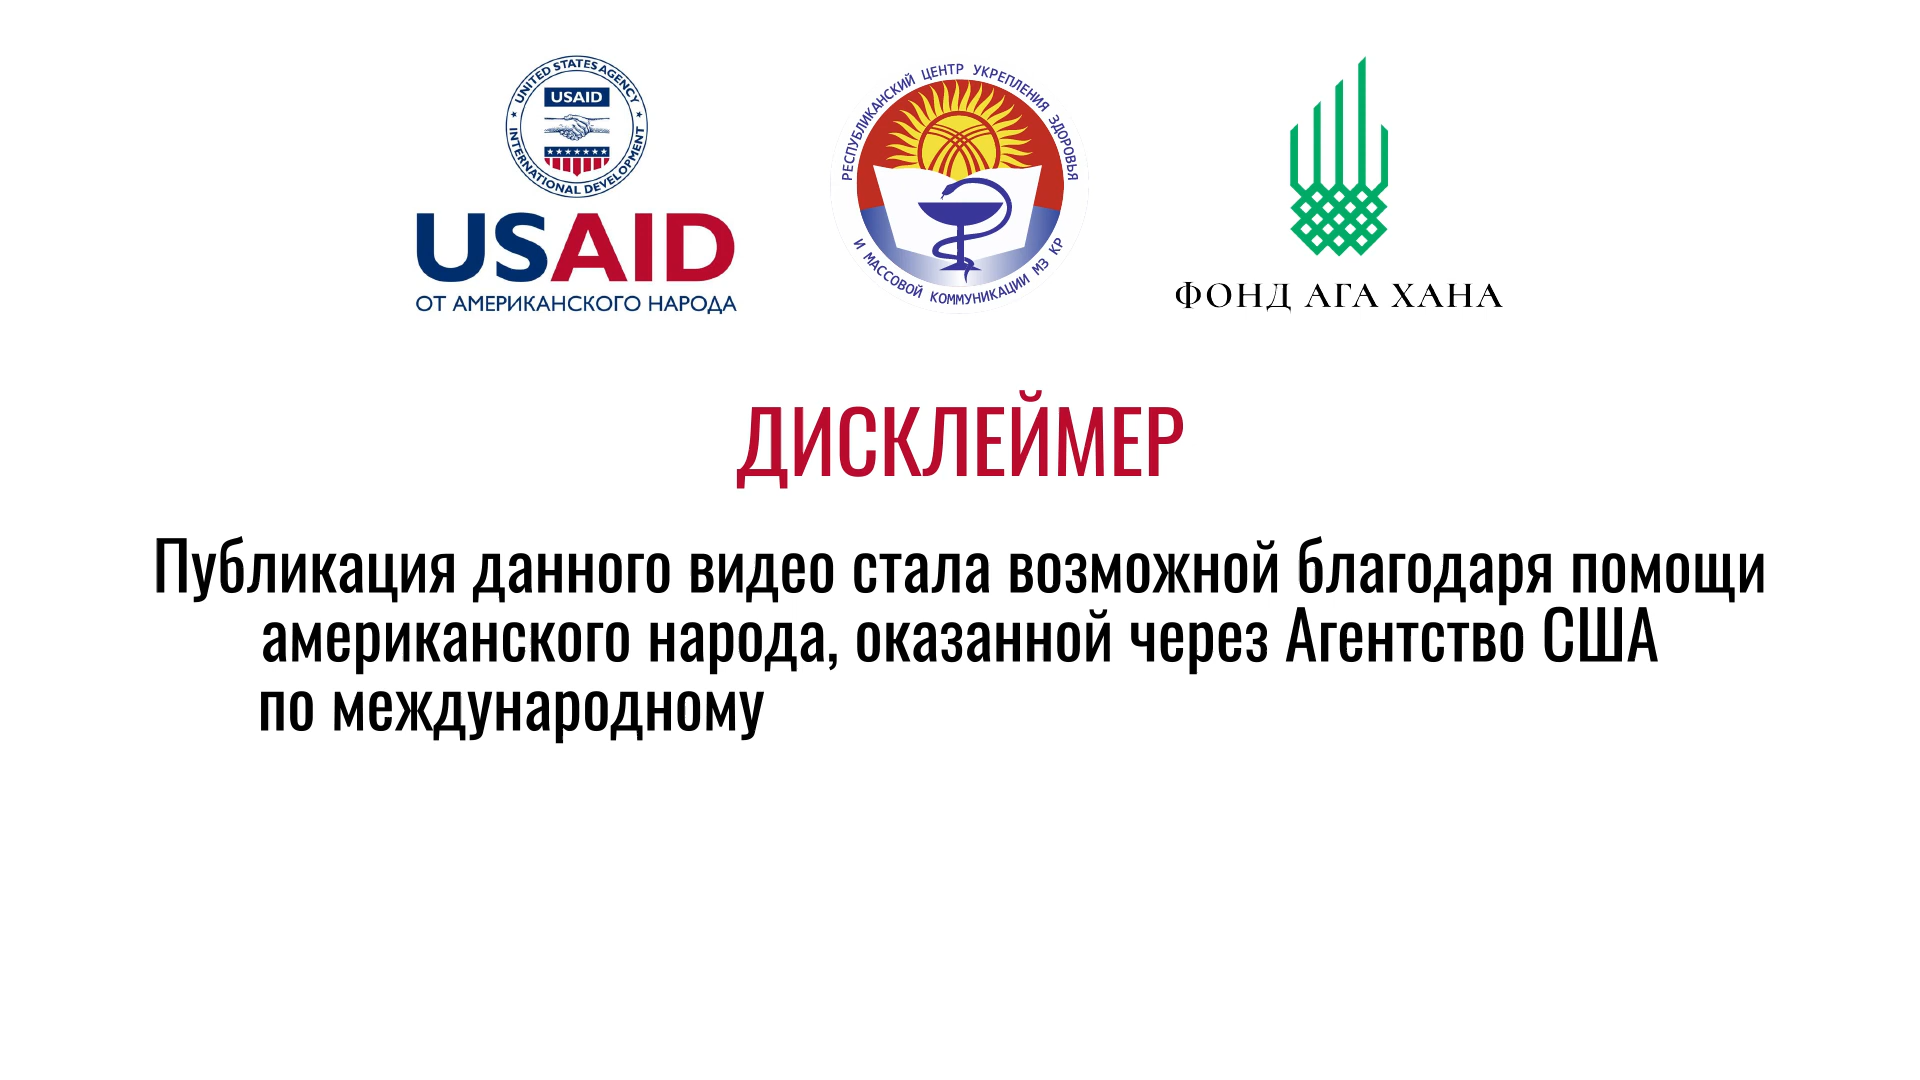 UNITED STATES AGENCY
USAID
INTERNATIONAL DEVELOPMENT
USAID
ОТ АМЕРИКАНСКОГО НАРОДА
РЕСПУБЛИКАНСКИЙ ЦЕНТР УКРЕПЛЕНИЯ ЗДОРОВЬЯ
И МАССОВОЙ КОММУНИКАЦИИ МЗ КР
ФОНД АГА ХАНА
ДИСКЛЕЙМЕР
Публикация данного видео стала возможной благодаря помощи
американского народа, оказанной через Агентство США
по международному